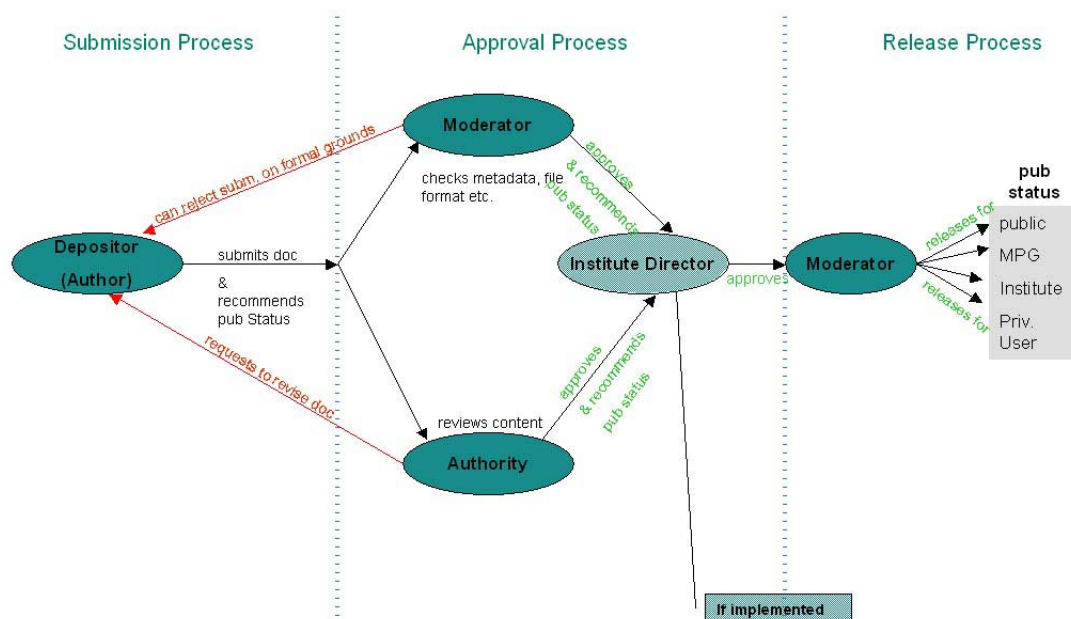 Submission Process
Approval Process
Release Process
Moderator
can reject subm. on formal grounds
checks metadata, file
format etc.
approves
& recommends
pub status
pub
status
Depositor
(Author)
submits doc
&
recommends
pub Status
Institute Director
approves
Moderator
releases for
releases for
public
MPG
Institute
Priv.
User
requests to revise doc
reviews content
approves
& recommends
pub status
Authority
If implemented